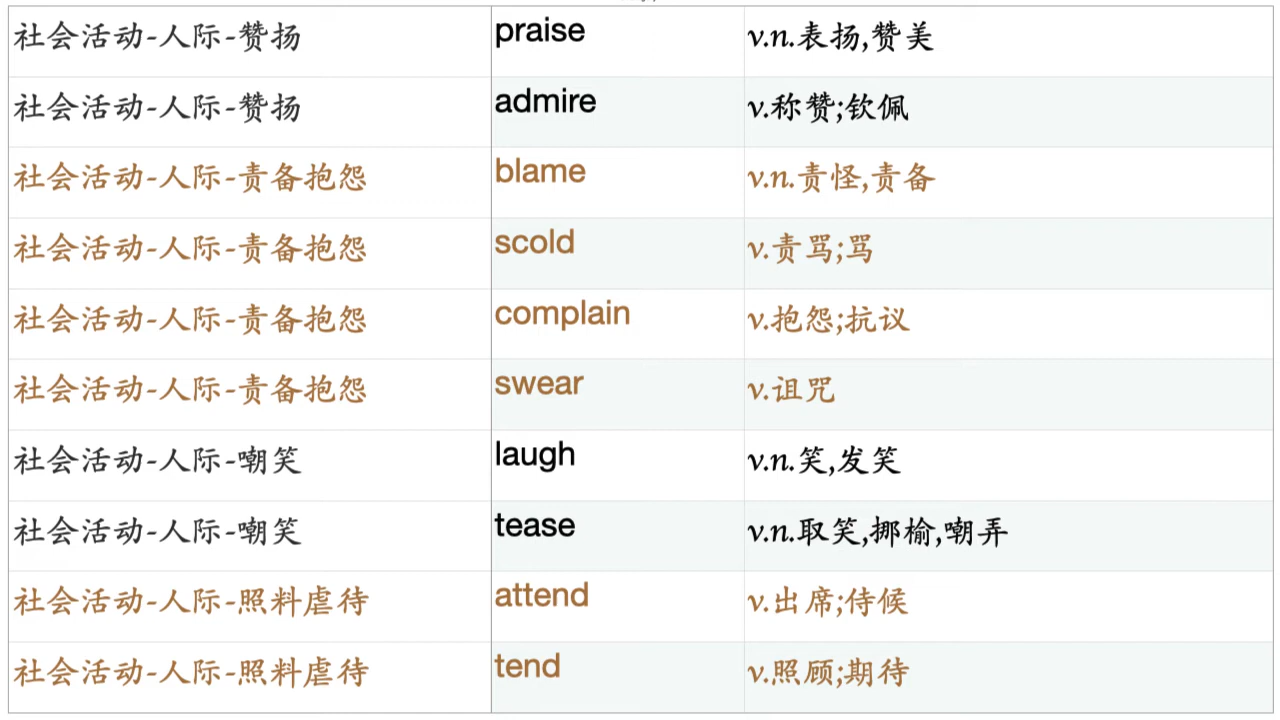 社会活动-人际-赞扬 praise v.n.表扬,赞美
社会活动-人际-赞扬 admire v.称赞;钦佩
社会活动-人际-责备抱怨 blame v.n.责怪,责备
社会活动-人际-责备抱怨 scold v.责骂;骂
社会活动-人际-责备抱怨 complain v.抱怨;抗议
社会活动-人际-责备抱怨 swear v.诅咒
社会活动-人际-嘲笑 laugh v.n.笑,发笑
社会活动-人际-嘲笑 tease v.n.取笑,挪榆,嘲弄
社会活动-人际-照料虐待 attend v.出席;侍候
社会活动-人际-照料虐待 tend v.照顾;期待